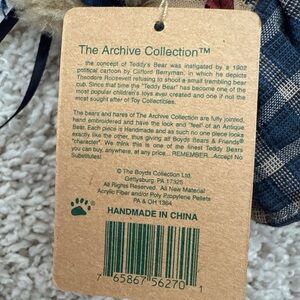 The Archive Collection™
the concept of Teddy's Bear was instigated by a 1902
political cartoon by Clifford Berryman, in which he depicts
Theodore Roosevelt refusing to shoot a small trembling bear
cub. Since that time the "Teddy Bear" has become one of the
most popular children's toys ever created and one if not the
most sought after of Toy Collectibles.
The bears and hares of The Archive Collection are fully jointed,
hand embroidered and have the look and "feel" of an Antique
Bear. Each piece is Handmade and as such no one piece looks
exactly like the other, thus giving all Boyds Bears & Friends®
"character". We think this is one of the finest Teddy Bears
you can buy, anywhere, at any price... REMEMBER...Accept No
Substitutes!.
© The Boyds Collection Ltd.
Gettysburg, PA 17325
All Rights Reserved. All New Material
Acrylic Fiber and/or Poly Propylene Pellets
PA & OH 1364
HANDMADE IN CHINA
7 65867 56270 1